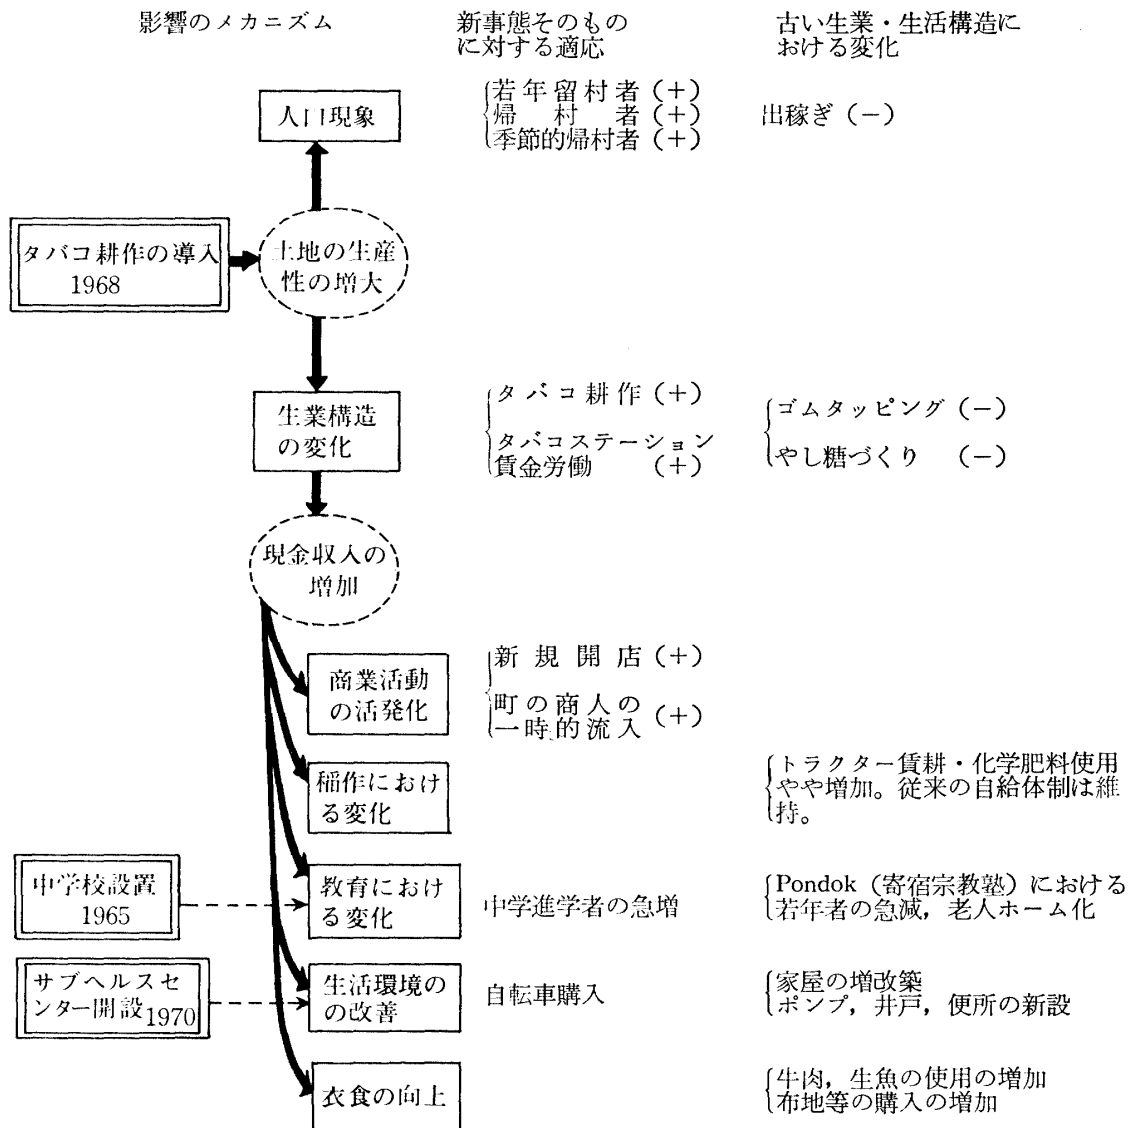 影響のメカニズム
新事態そのもの
に対する適応
古い生業・生活構造に
おける変化
人口現象
若年留村者（＋）
帰村者（＋）
季節的帰村者（＋）
出稼ぎ（－）
タバコ耕作の導入
1968
土地の生産
性の増大
生業構造
の変化
タバコ耕作（＋）
タバコステーション
賃金労働（＋）
ゴムタッピング（－）
やし糖づくり（－）
現金収入の
増加
商業活動
の活発化
新規開店（＋）
町の商人の
一時的流入（＋）
稲作におけ
る変化
トラクター賃耕・化学肥料使用
やや増加。従来の自給体制は維
持。
中学校設置
1965
教育におけ
る変化
中学進学者の急増
Pondok（寄宿宗教塾）における
若年者の急減，老人ホーム化
サブヘルスセ
ンター開設1970
生活環境の
の改善
自転車購入
家屋の増改築
ポンプ，井戸，便所の新設
衣食の向上
牛肉，生魚の使用の増加
布地等の購入の増加